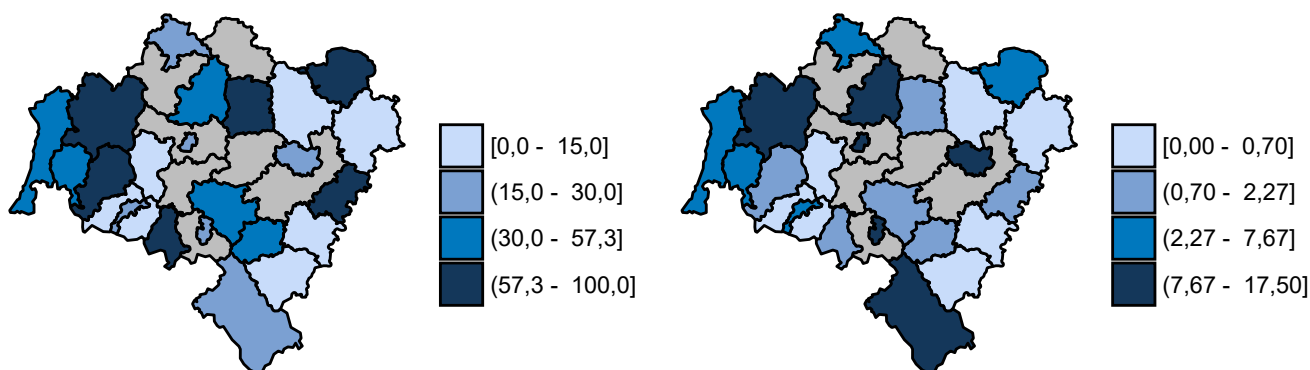 [0,0 - 15,0]
(15,0 - 30,0]
(30,0 - 57,3]
(57,3 - 100,0]
[0,00 - 0,70]
(0,70 - 2,27]
(2,27 - 7,67]
(7,67 - 17,50]